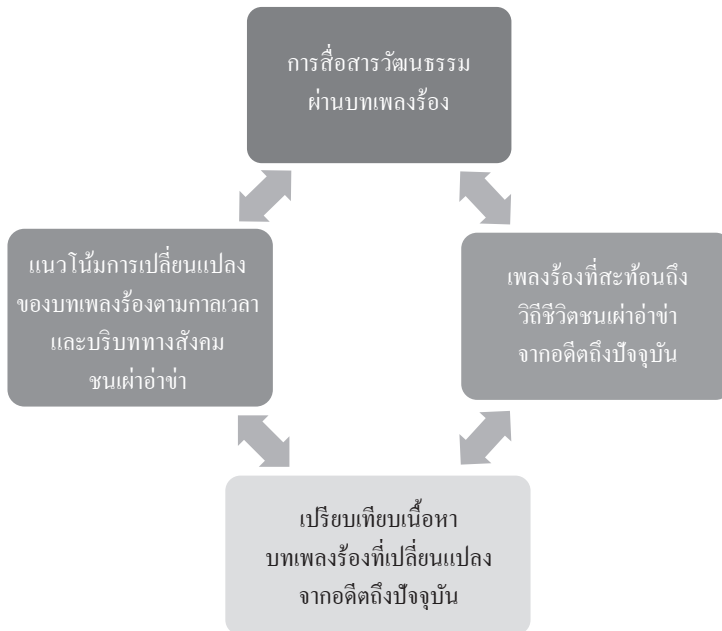 การสื่อสารวัฒนธรรม
ผ่านบทเพลงร้อง
แนวโน้มการเปลี่ยนแปลง
ของบทเพลงร้องตามกาลเวลา
และบริบททางสังคม
ชนเผ่าอ่าข่า
เพลงร้องที่สะท้อนถึง
วิถีชีวิตชนเผ่าอ่าข่า
จากอดีตถึงปัจจุบัน
เปรียบเทียบเนื้อหา
บทเพลงร้องที่เปลี่ยนแปลง
จากอดีตถึงปัจจุบัน